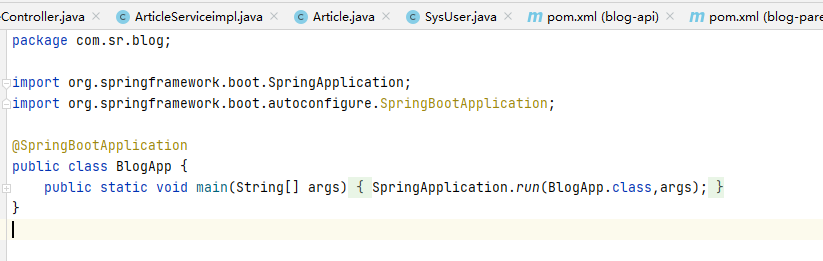 -Controller.java × ArticleServiceimpl.java × Article.java × SysUser.java × pom.xml (blog-api) × pom.xml (blog-pare
package com.sr.blog;
import org.springframework.boot.SpringApplication;
import org.springframework.boot.autoconfigure.SpringBootApplication;
@SpringBootApplication
public class BlogApp {
public static void main(String[] args) { SpringApplication.run(BlogApp.class,args); }
}